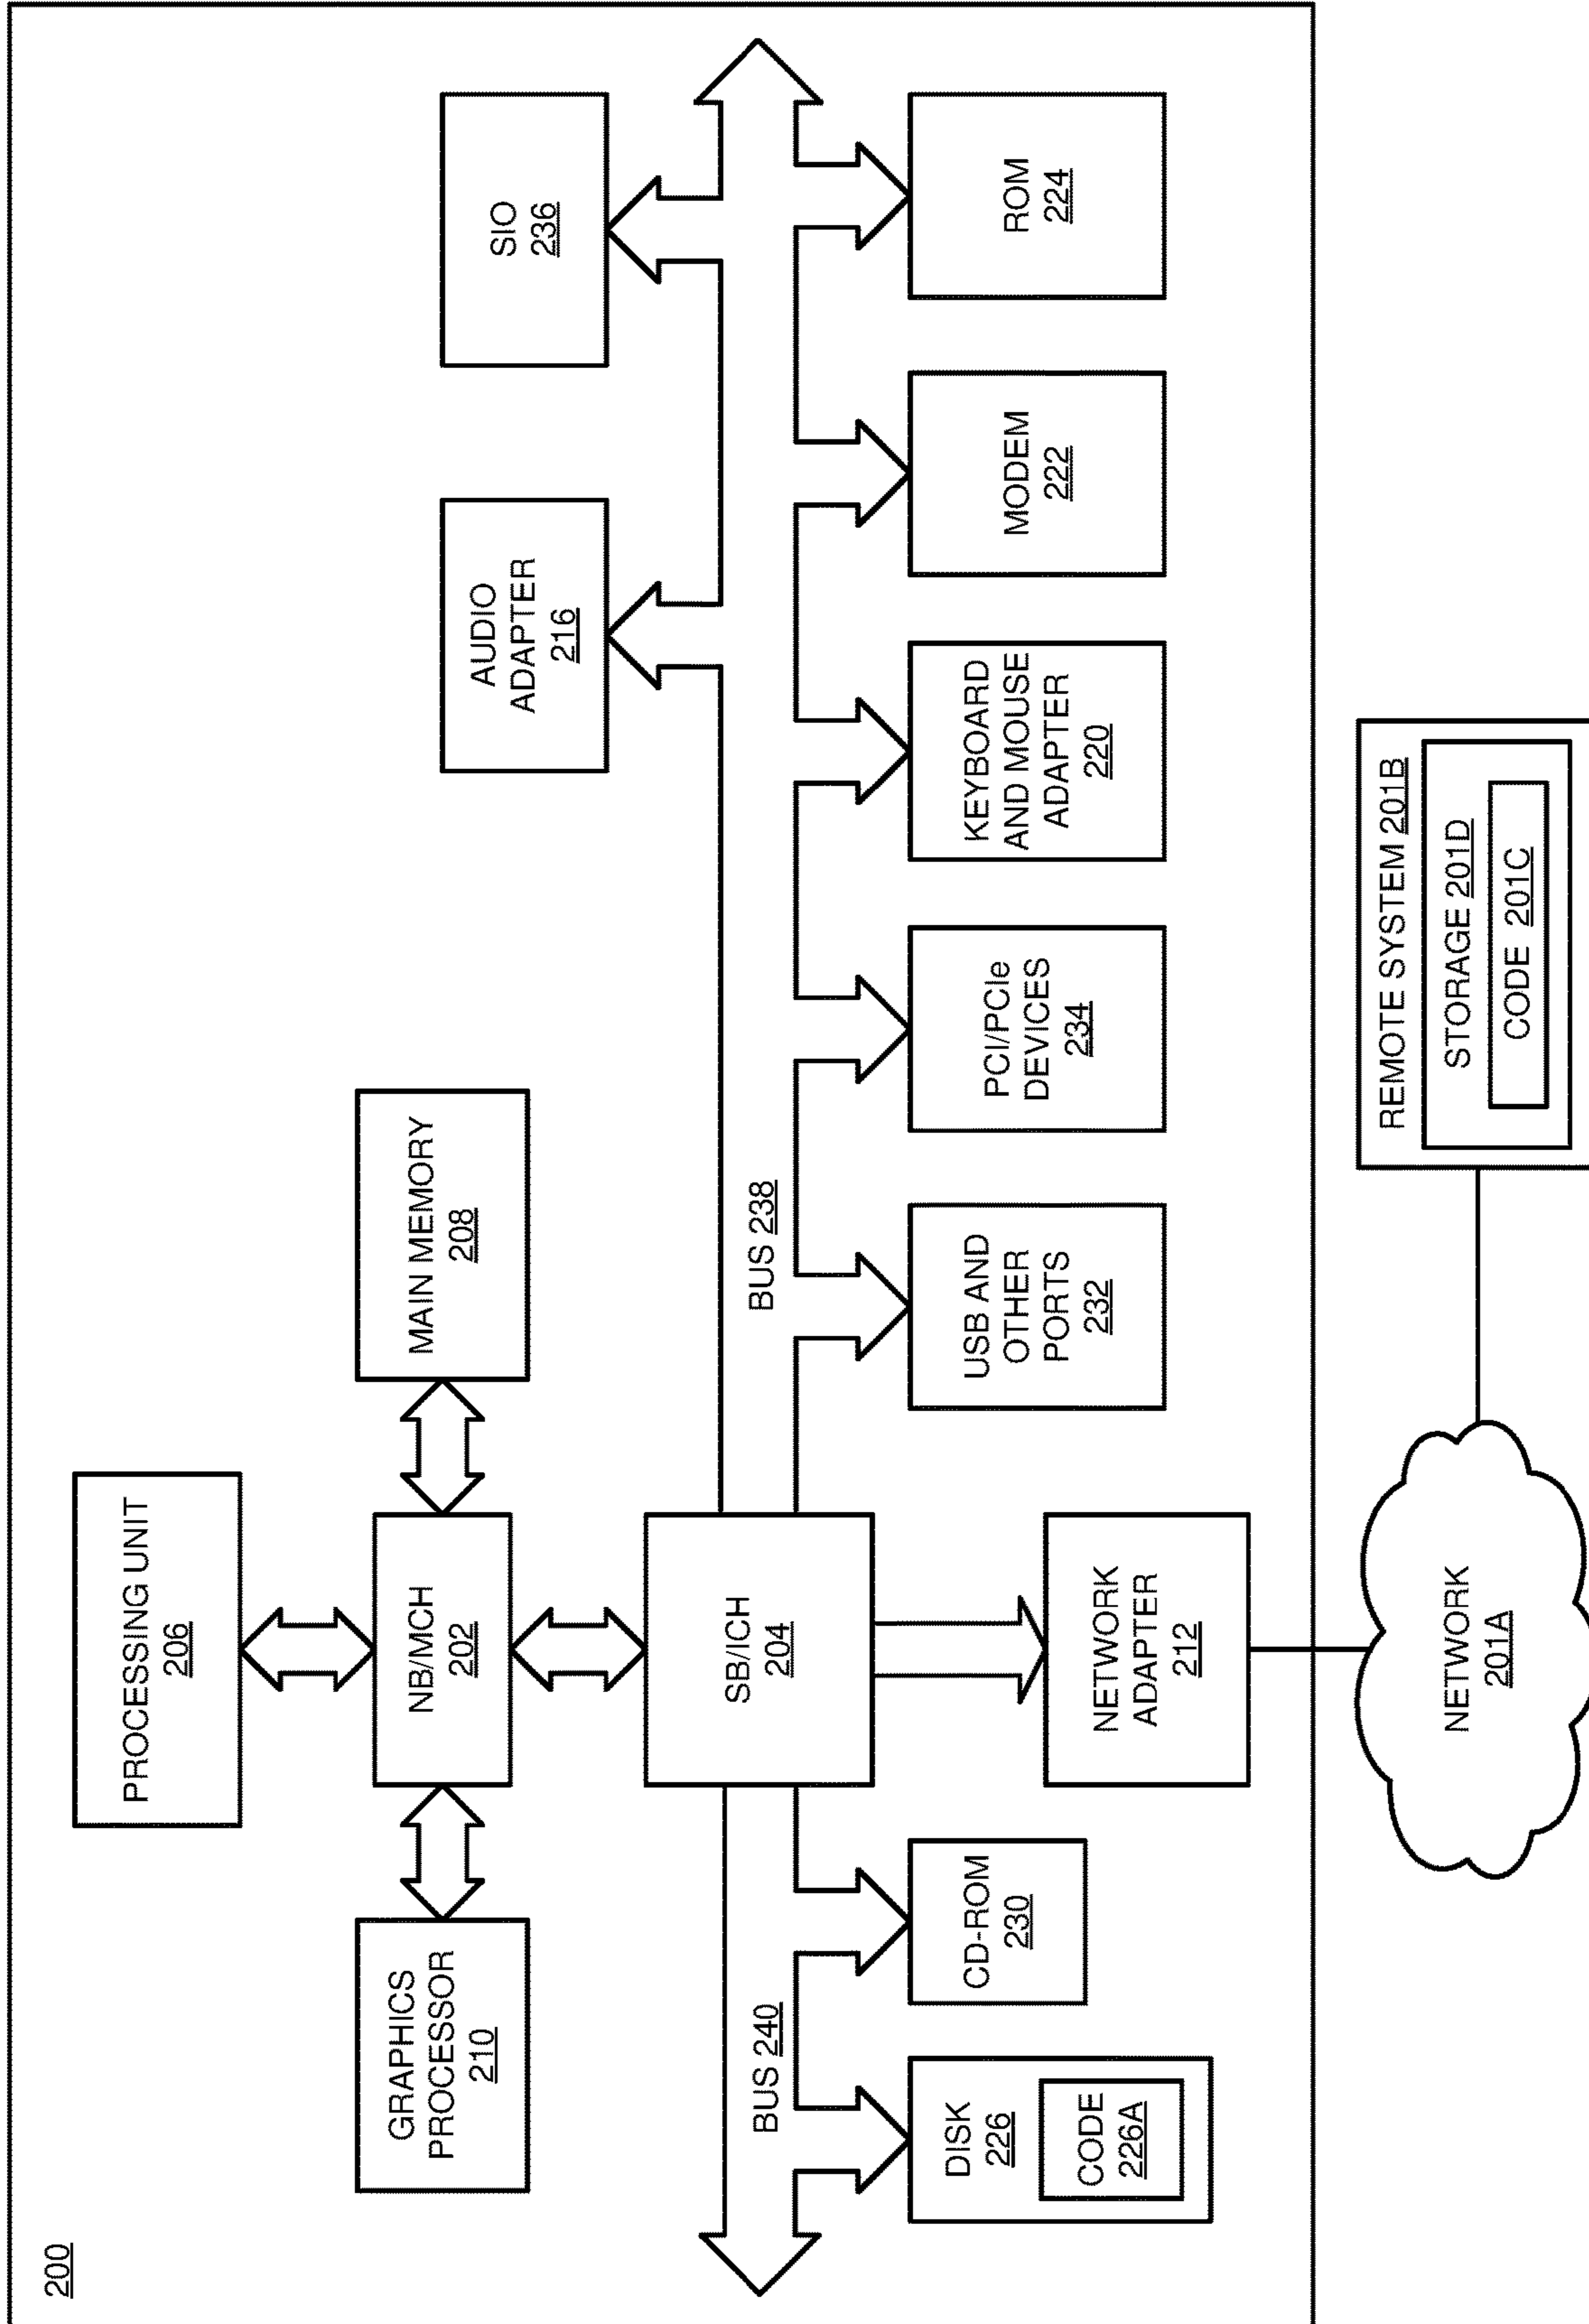 200
PROCESSING UNIT
206
GRAPHICS
PROCESSOR
210
NB/MCH
202
MAIN MEMORY
208
AUDIO
ADAPTER
216
SIO
236
SB/ICH
204
BUS 240
BUS 238
DISK
226
CODE
226A
CD-ROM
230
NETWORK
ADAPTER
212
USB AND
OTHER
PORTS
232
PCI/PCIe
DEVICES
234
KEYBOARD
AND MOUSE
ADAPTER
220
MODEM
222
ROM
224
NETWORK
201A
REMOTE SYSTEM 201B
STORAGE 201D
CODE 201C